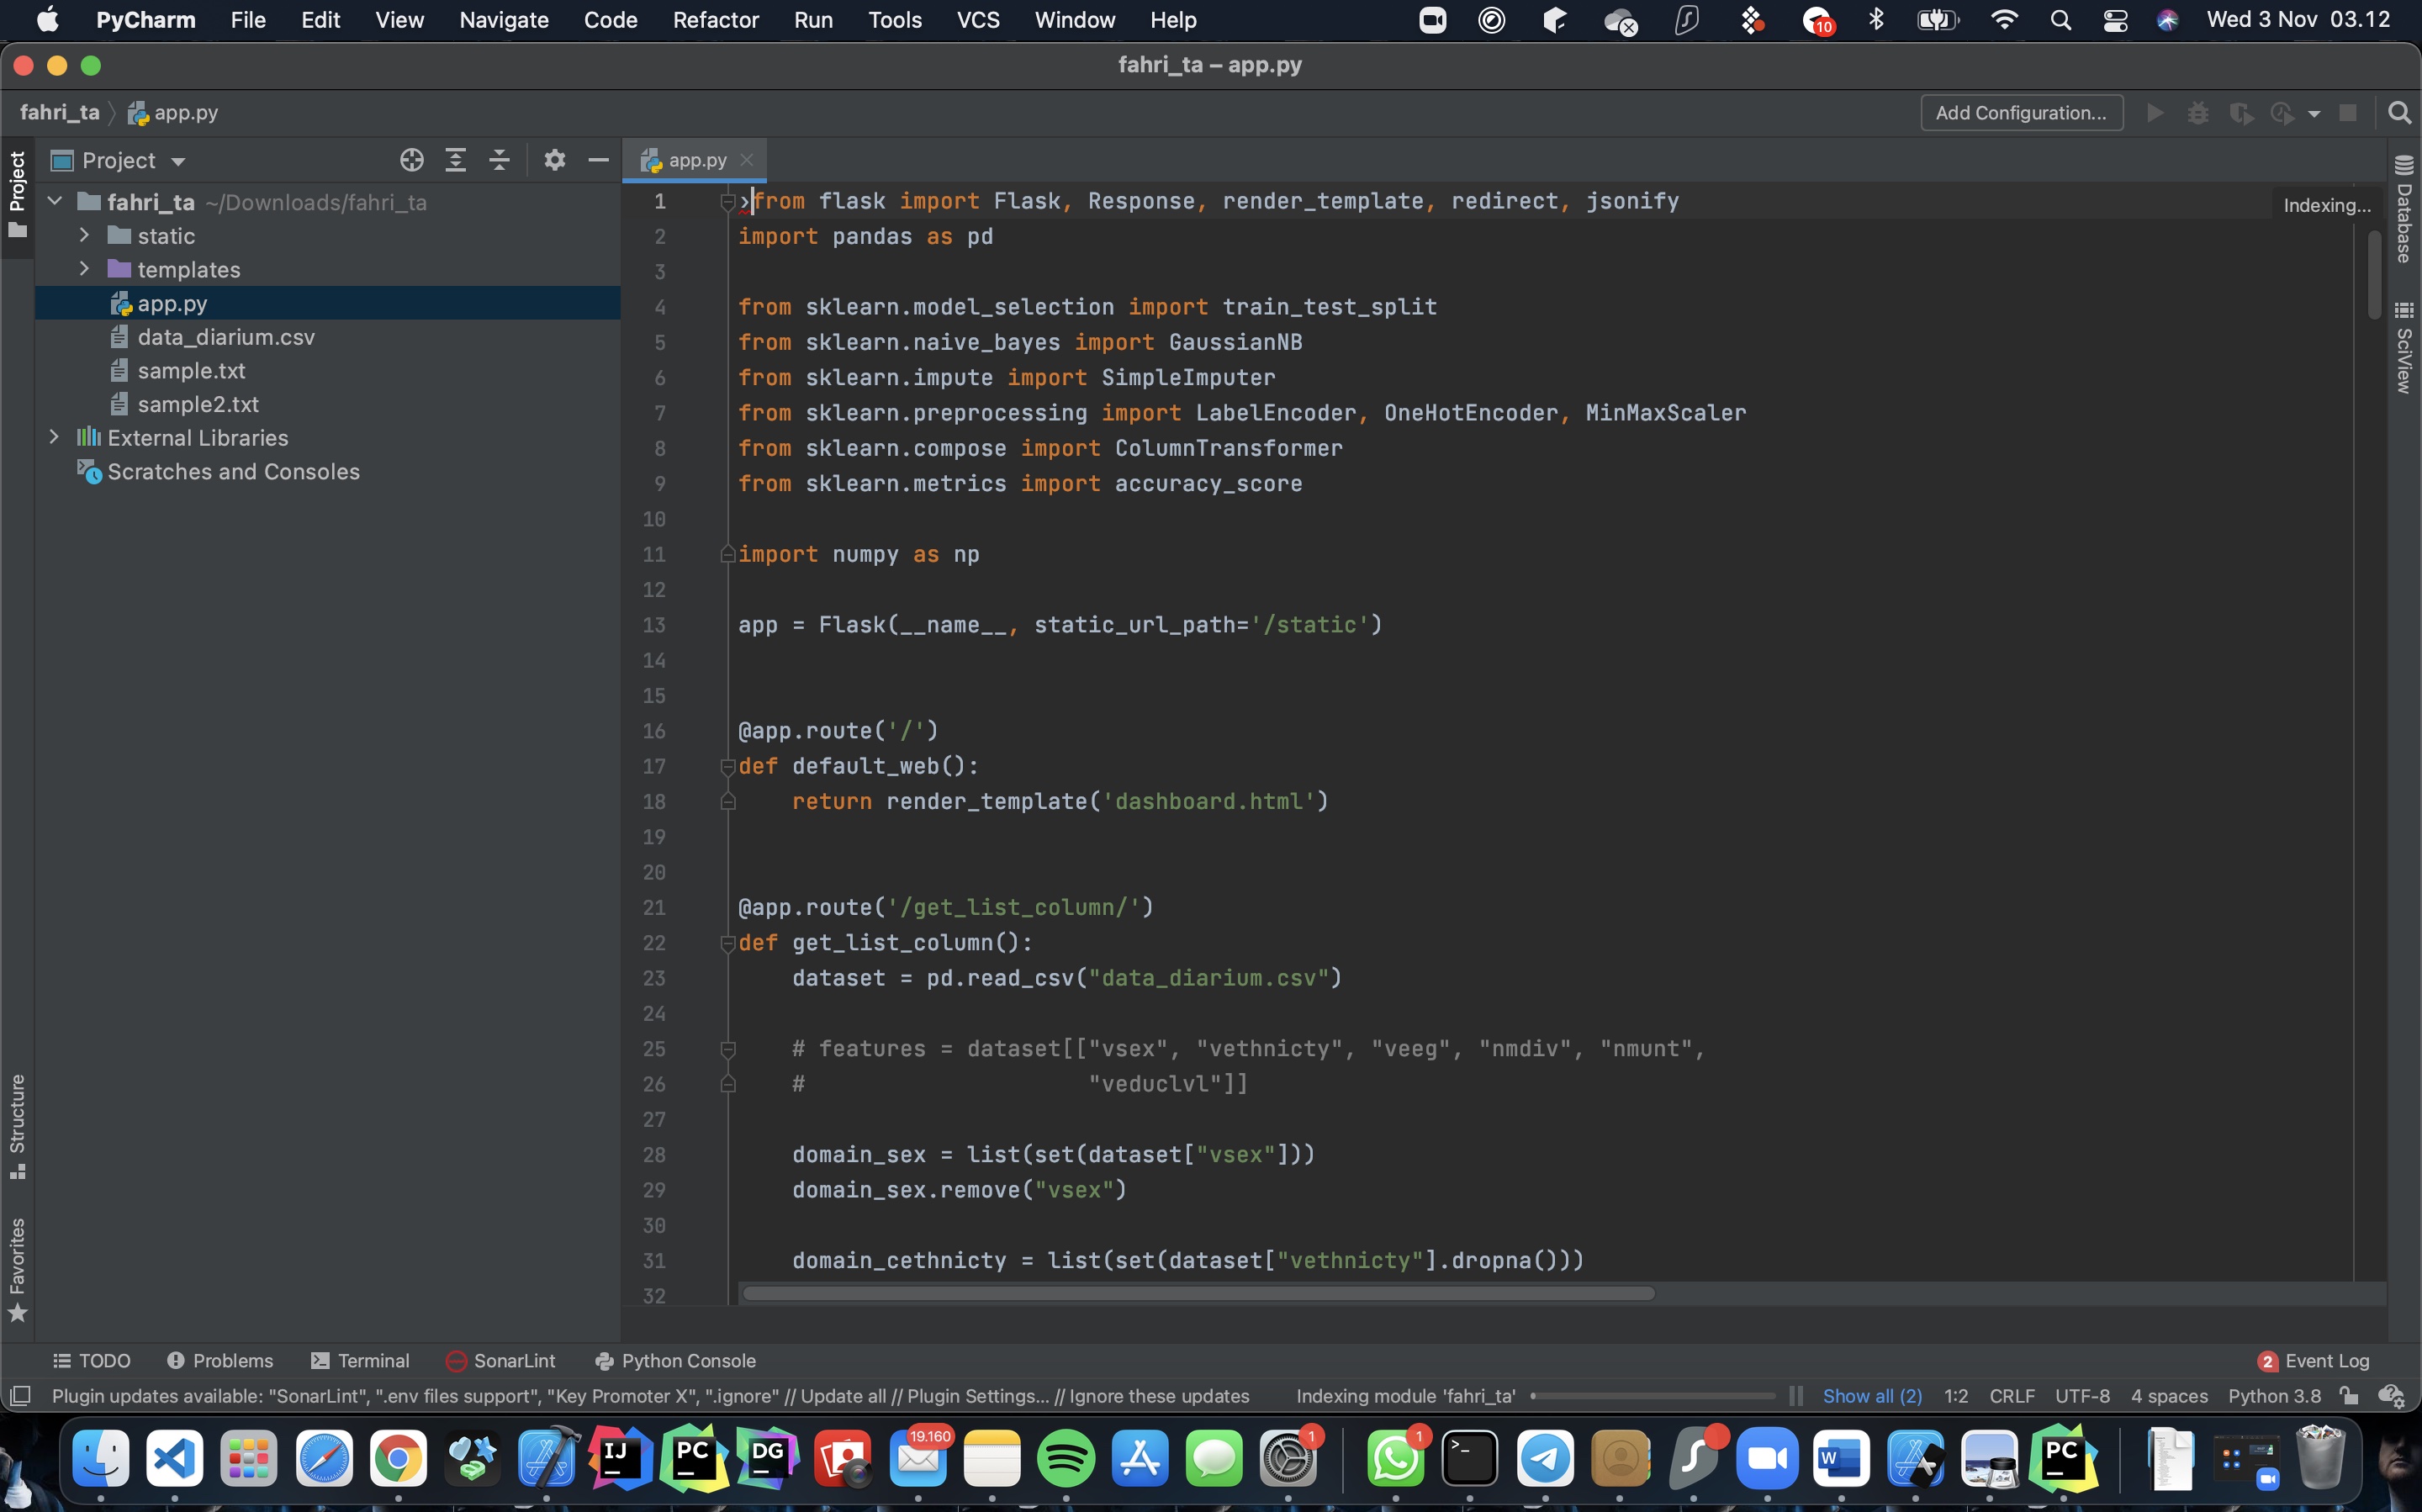 PyCharm File Edit View Navigate Code Refactor Run Tools VCS Window Help 10 Wed 3 Nov 03.12
fahri_ta – app.py
fahri_ta app.py Add Configuration...
Project
Project
app.py
fahri_ta ~/Downloads/fahri_ta
static
templates
app.py
data_diarium.csv
sample.txt
sample2.txt
External Libraries
Scratches and Consoles
Structure
Favorites
1 >from flask import Flask, Response, render_template, redirect, jsonify
2 import pandas as pd
3
4 from sklearn.model_selection import train_test_split
5 from sklearn.naive_bayes import GaussianNB
6 from sklearn.impute import SimpleImputer
7 from sklearn.preprocessing import LabelEncoder, OneHotEncoder, MinMaxScaler
8 from sklearn.compose import ColumnTransformer
9 from sklearn.metrics import accuracy_score
10
11 import numpy as np
12
13 app = Flask(__name__, static_url_path='/static')
14
15
16 @app.route('/')
17 def default_web():
18 return render_template('dashboard.html')
19
20
21 @app.route('/get_list_column/')
22 def get_list_column():
23 dataset = pd.read_csv("data_diarium.csv")
24
25 # features = dataset[["vsex", "vethnicty", "veeg", "nmdiv", "nmunt",
26 # "veduclvl"]]
27
28 domain_sex = list(set(dataset["vsex"]))
29 domain_sex.remove("vsex")
30
31 domain_cethnicty = list(set(dataset["vethnicty"].dropna()))
32
Indexing...
Database
SciView
TODO Problems Terminal SonarLint Python Console 2 Event Log
Plugin updates available: "SonarLint", ".env files support", "Key Promoter X", ".ignore" // Update all // Plugin Settings... // Ignore these updates Indexing module 'fahri_ta' Show all (2) 1:2 CRLF UTF-8 4 spaces Python 3.8
IJ PC DG 19.160 1 1 >_ W PC